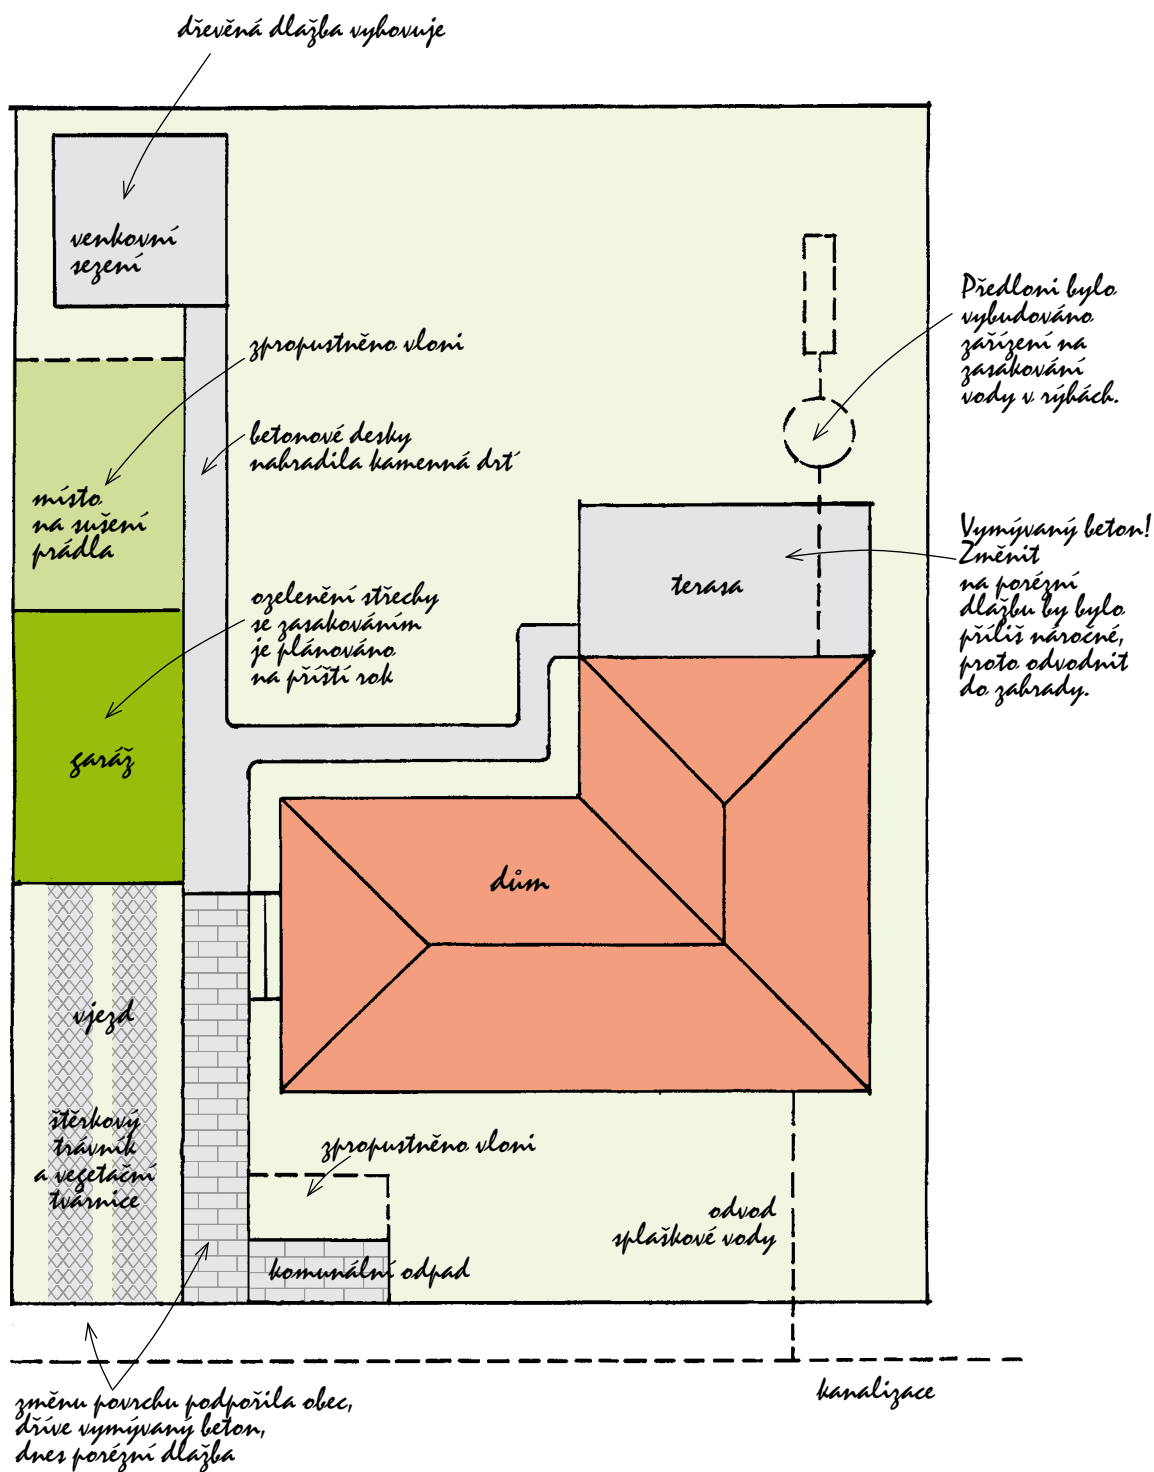 dřevěná dlažba vyhovuje
venkovní
sezení
Předloni bylo
vybudováno
zařízení na
zasakování
vody v rýhách.
zpropustněno vloni
betonové desky
nahradila kamenná drť
místo
na sušení
prádla
Vymývaný beton!
Změnit
na porézní
dlažbu by bylo
příliš náročné,
proto odvodnit
do zahrady.
terasa
ozelenění střechy
se zasakováním
je plánováno
na příští rok
garáž
dům
vjezd
štěrkový
trávník
a vegetační
tvárnice
zpropustněno vloni
odvod
splaškové vody
komunální odpad
kanalizace
změnu povrchu podpořila obec,
dříve vymývaný beton,
dnes porézní dlažba